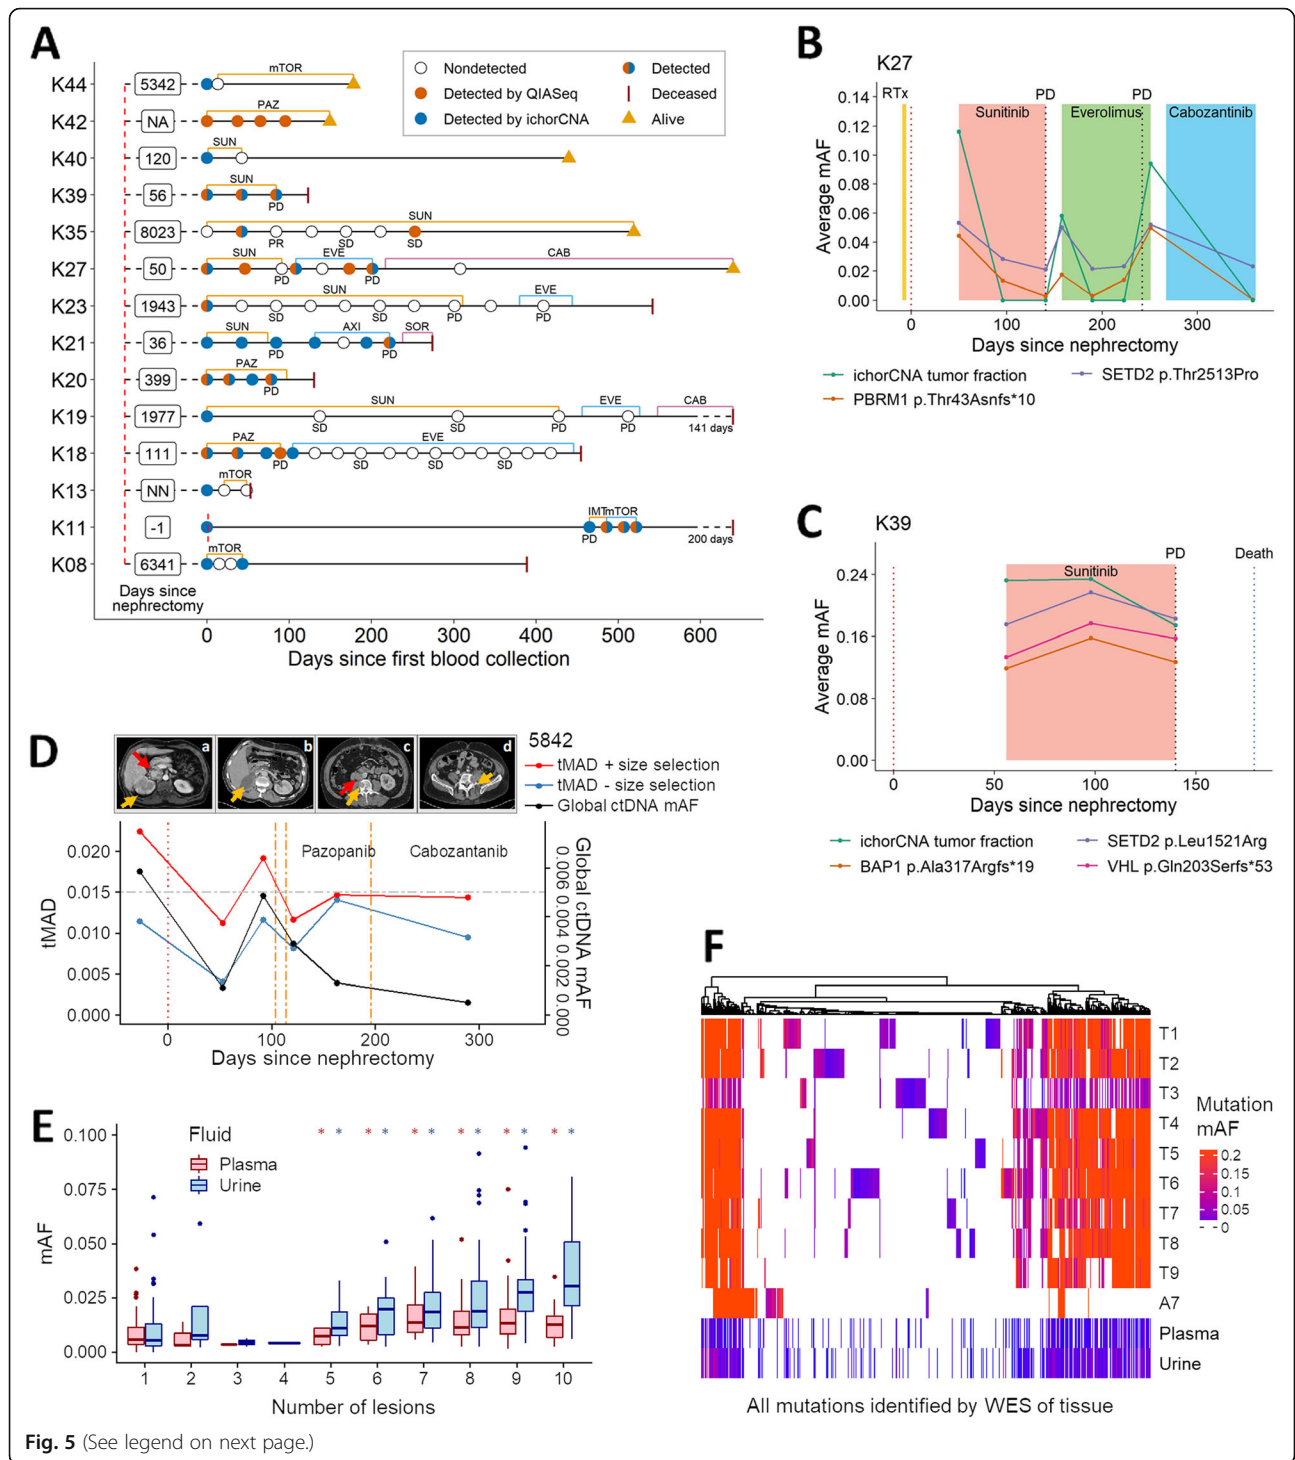 A
Nondetected
Detected by QIASeq
Detected by ichorCNA
Detected
Deceased
Alive
K44 5342 mTOR
K42 NA PAZ
K40 120 SUN
K39 56 SUN PD
K35 8023 SUN PR SD SD
K27 50 SUN EVE CAB PD PD
K23 1943 SUN EVE SD SD PD PD
K21 36 SUN AXI SOR PD PD
K20 399 PAZ PD
K19 1977 SUN EVE CAB SD SD PD PD 141 days
K18 111 PAZ EVE PD SD SD SD
K13 NN mTOR
K11 -1 IMT mTOR PD 200 days
K08 6341 mTOR
Days since
nephrectomy
0 100 200 300 400 500 600
Days since first blood collection
B
K27
RTx PD PD
Sunitinib Everolimus Cabozantinib
0.14
0.12
0.10
0.08
0.06
0.04
0.02
0.00
Average mAF
0 100 200 300
Days since nephrectomy
ichorCNA tumor fraction
SETD2 p.Thr2513Pro
PBRM1 p.Thr43Asnfs*10
C
K39
PD Death
Sunitinib
0.24
0.16
0.08
0.00
Average mAF
0 50 100 150
Days since nephrectomy
ichorCNA tumor fraction
SETD2 p.Leu1521Arg
BAP1 p.Ala317Argfs*19
VHL p.Gln203Serfs*53
D
a b c d
5842
tMAD + size selection
tMAD - size selection
Global ctDNA mAF
Pazopanib Cabozantanib
0.020
0.015
0.010
0.005
0.000
tMAD
0.006
0.004
0.002
0.000
Global ctDNA mAF
0 100 200 300
Days since nephrectomy
E
Fluid
Plasma
Urine
* * * * * * * * * * * *
0.100
0.075
0.050
0.025
0.000
mAF
1 2 3 4 5 6 7 8 9 10
Number of lesions
F
T1
T2
T3
T4
T5
T6
T7
T8
T9
A7
Plasma
Urine
Mutation
mAF
0.2
0.15
0.1
0.05
0
All mutations identified by WES of tissue
Fig. 5 (See legend on next page.)